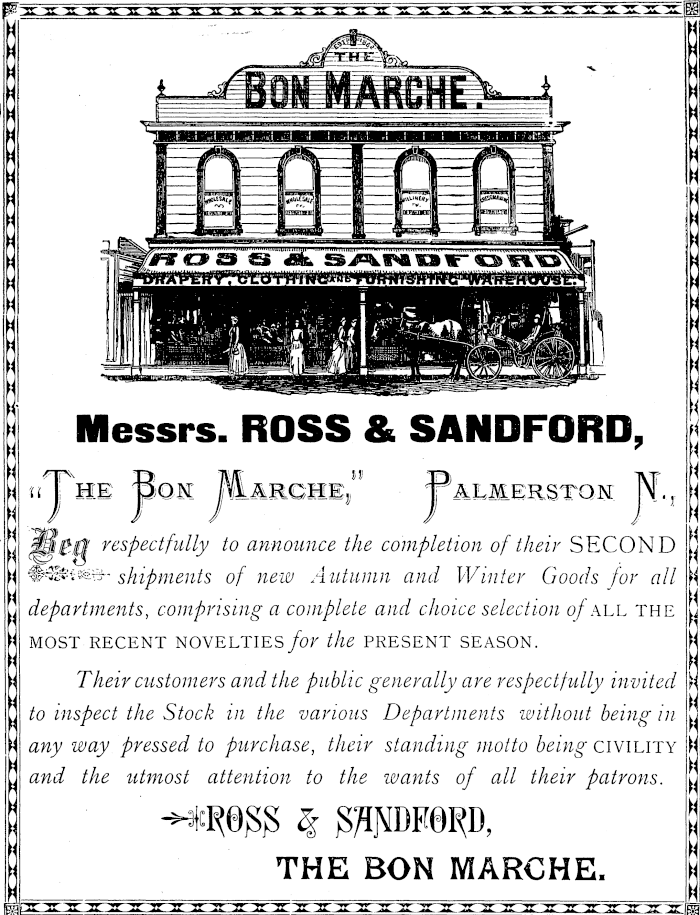 THE
BON MARCHE.
WHOLESALE
WHOLESALE
MILLINERY
DRESSMAKING
ROSS & SANDFORD
DRAPERY, CLOTHING AND FURNISHING WAREHOUSE.
Messrs. ROSS & SANDFORD,
"THE BON MARCHE," PALMERSTON N.,
Beg respectfully to announce the completion of their SECOND
shipments of new Autumn and Winter Goods for all
departments, comprising a complete and choice selection of ALL THE
MOST RECENT NOVELTIES for the PRESENT SEASON.
Their customers and the public generally are respectfully invited
to inspect the Stock in the various Departments without being in
any way pressed to purchase, their standing motto being CIVILITY
and the utmost attention to the wants of all their patrons.
ROSS & SANDFORD,
THE BON MARCHE.